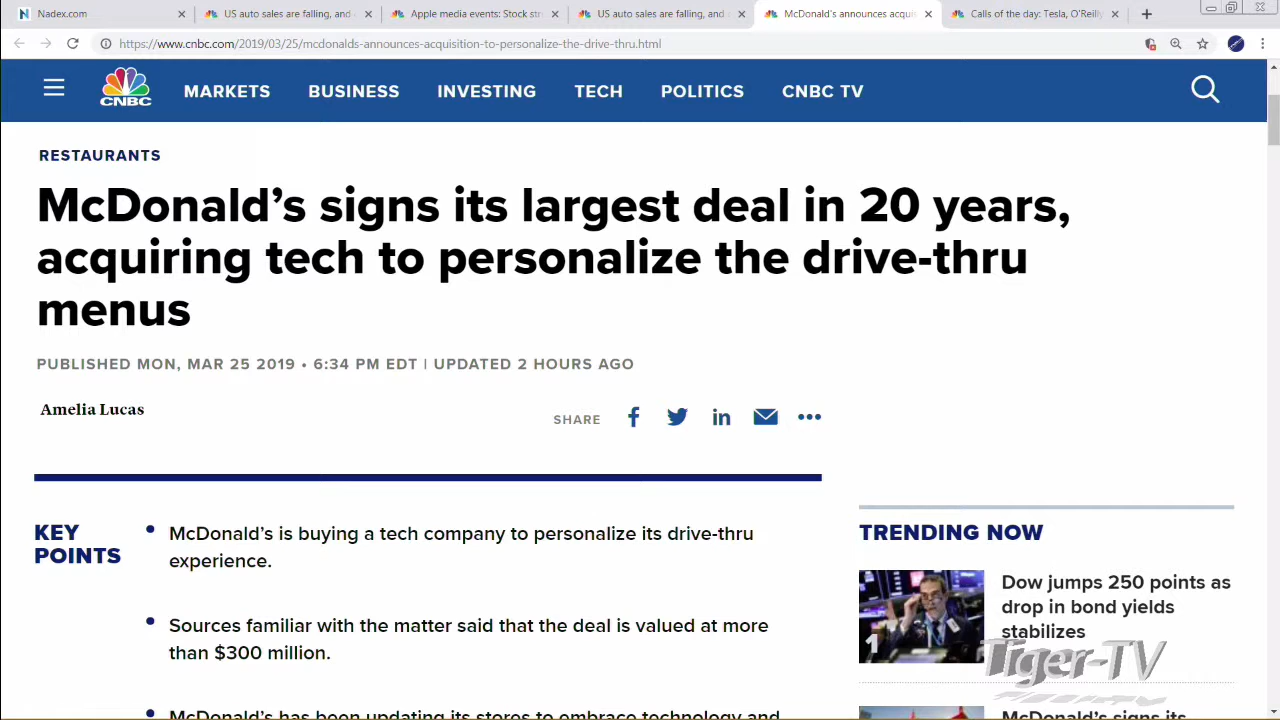 Nadex.com
US auto sales are falling, and
Apple media events: Stock str
US auto sales are falling, and
McDonald's announces acquis
Calls of the day: Tesla, O'Reilly
https://www.cnbc.com/2019/03/25/mcdonalds-announces-acquisition-to-personalize-the-drive-thru.html
CNBC
MARKETS BUSINESS INVESTING TECH POLITICS CNBC TV
RESTAURANTS
McDonald’s signs its largest deal in 20 years,
acquiring tech to personalize the drive-thru
menus
PUBLISHED MON, MAR 25 2019 • 6:34 PM EDT | UPDATED 2 HOURS AGO
Amelia Lucas
SHARE
KEY
POINTS
• McDonald’s is buying a tech company to personalize its drive-thru
experience.
• Sources familiar with the matter said that the deal is valued at more
than $300 million.
• McDonald’s has been updating its stores to embrace technology and
TRENDING NOW
1
Dow jumps 250 points as
drop in bond yields
stabilizes
McDonald’s signs its
Tiger-TV